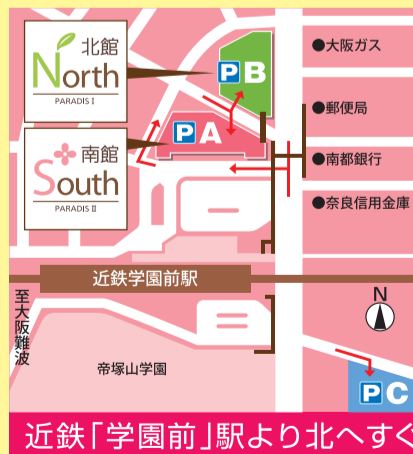 北館
North
PARADIS I
P B
●大阪ガス
●郵便局
南館
South
PARADIS II
P A
●南都銀行
●奈良信用金庫
近鉄学園前駅
至大阪難波
N
帝塚山学園
P C
近鉄「学園前」駅より北へすぐ